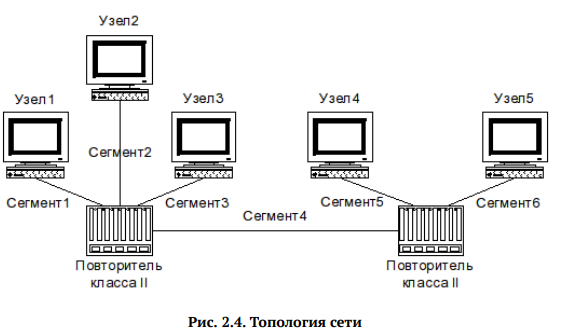 Узел2
Узел1
Узел3
Узел4
Узел5
Сегмент2
Сегмент1
Сегмент3
Сегмент4
Сегмент5
Сегмент6
Повторитель
класса II
Повторитель
класса II
Рис. 2.4. Топология сети